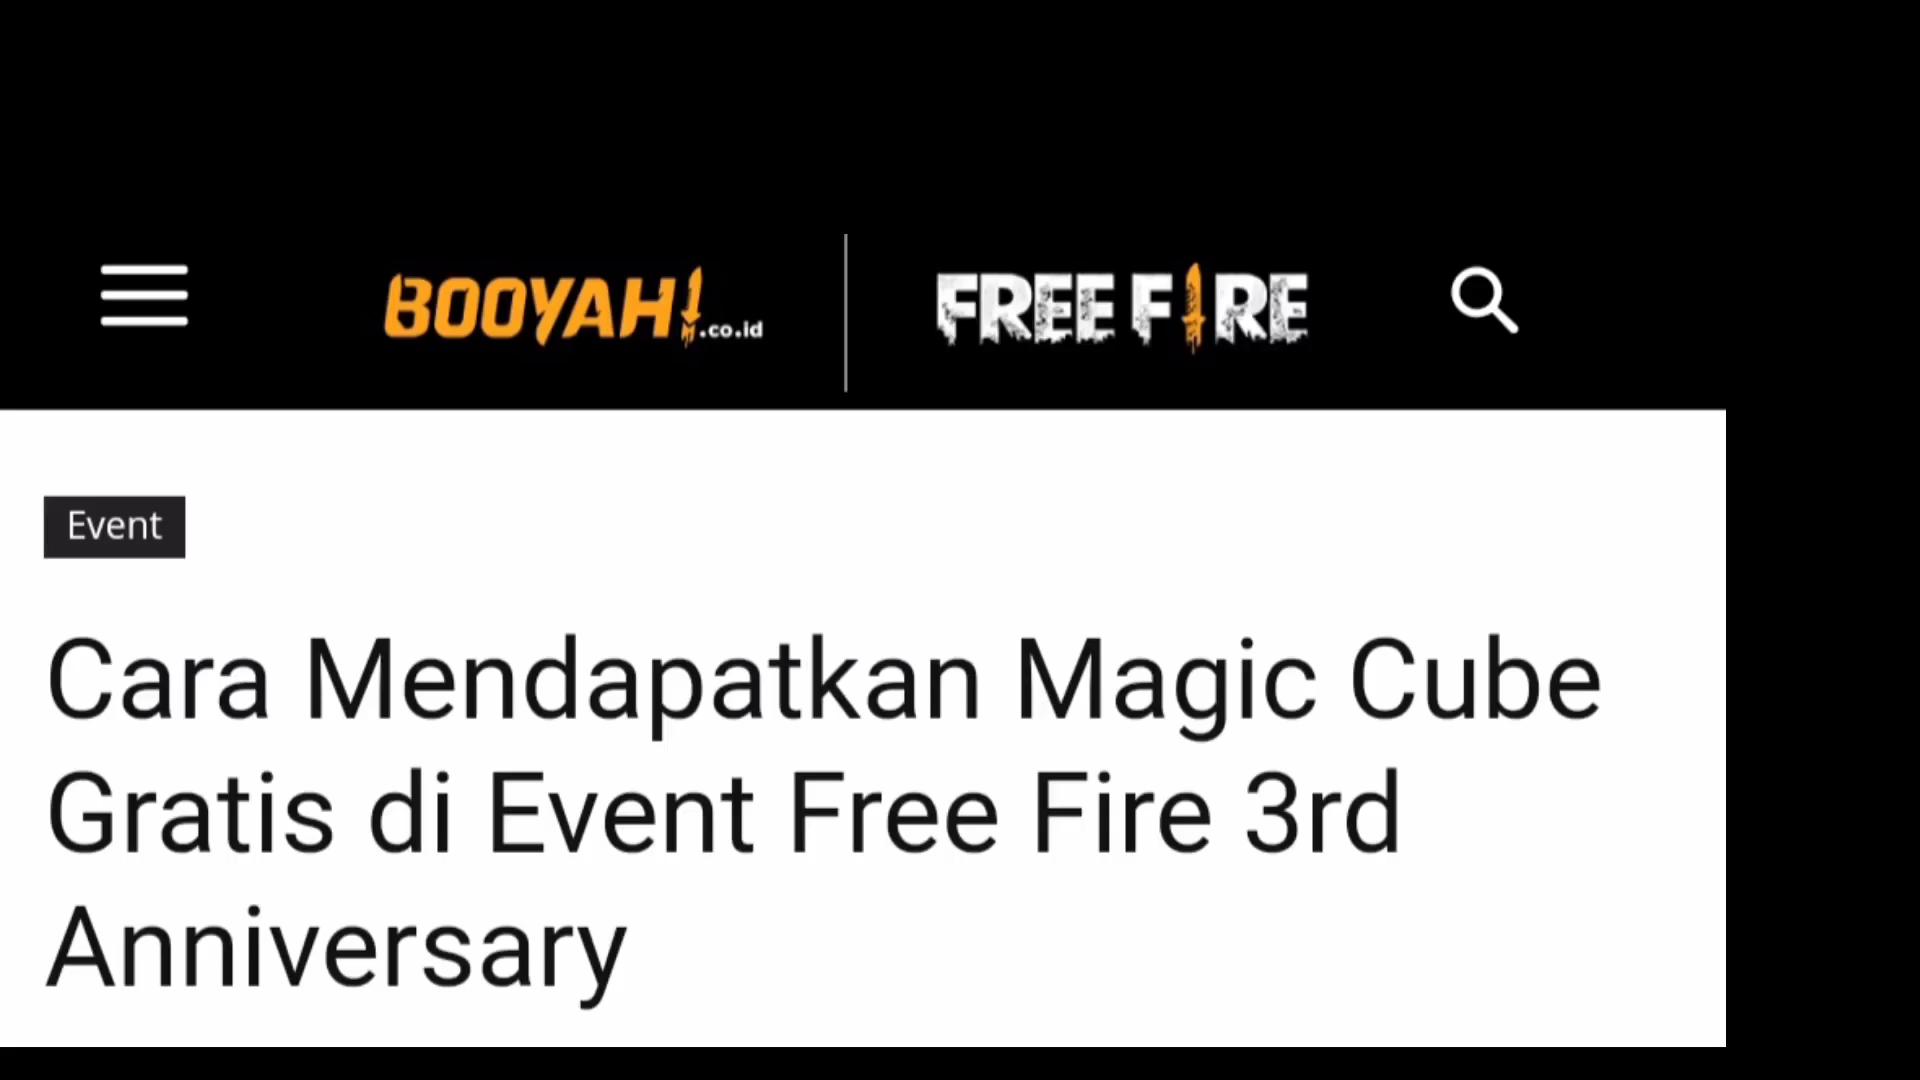 BOOYAH!.co.id
FREE FIRE
Event
Cara Mendapatkan Magic Cube
Gratis di Event Free Fire 3rd
Anniversary